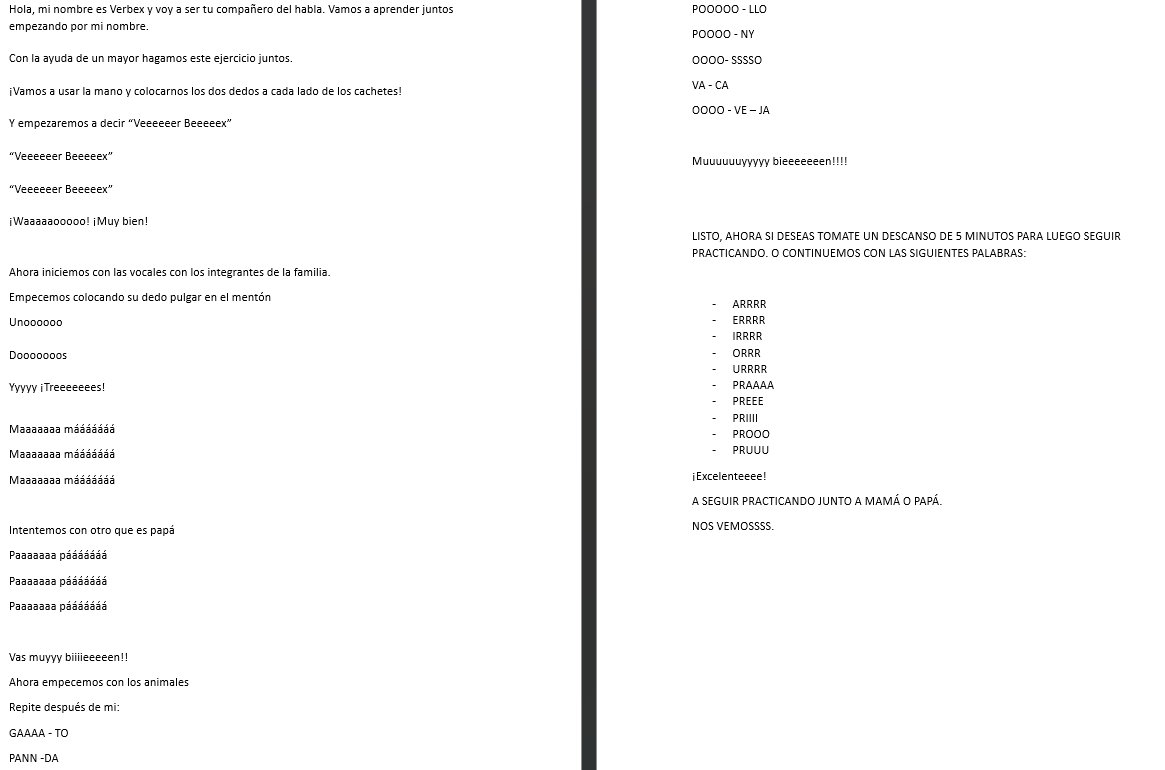 Hola, mi nombre es Verbex y voy a ser tu compañero del habla. Vamos a aprender juntos
empezando por mi nombre.
Con la ayuda de un mayor hagamos este ejercicio juntos.
¡Vamos a usar la mano y colocarnos los dos dedos a cada lado de los cachetes!
Y empezaremos a decir “Veeeeeer Beeeeex”
“Veeeeeer Beeeeex”
“Veeeeeer Beeeeex”
¡Waaaaaooooo! ¡Muy bien!
Ahora iniciemos con las vocales con los integrantes de la familia.
Empecemos colocando su dedo pulgar en el mentón
Unoooooo
Dooooooos
Yyyyy ¡Treeeeeees!
Maaaaaaa máááááááá
Maaaaaaa máááááááá
Maaaaaaa máááááááá
Intentemos con otro que es papá
Paaaaaaa páááááááá
Paaaaaaa páááááááá
Paaaaaaa páááááááá
Vas muyyy biiiieeeeen!!
Ahora empecemos con los animales
Repite después de mi:
GAAAA - TO
PANN -DA
POOOOO - LLO
POOOO - NY
OOOO- SSSSO
VA - CA
OOOO - VE – JA
Muuuuuuyyyyy bieeeeeeen!!!!
LISTO, AHORA SI DESEAS TOMATE UN DESCANSO DE 5 MINUTOS PARA LUEGO SEGUIR
PRACTICANDO. O CONTINUEMOS CON LAS SIGUIENTES PALABRAS:
- ARRRR
- ERRRR
- IRRRR
- ORRR
- URRRR
- PRAAAA
- PREEE
- PRIIII
- PROOO
- PRUUU
¡Excelenteeee!
A SEGUIR PRACTICANDO JUNTO A MAMÁ O PAPÁ.
NOS VEMOSSSS.